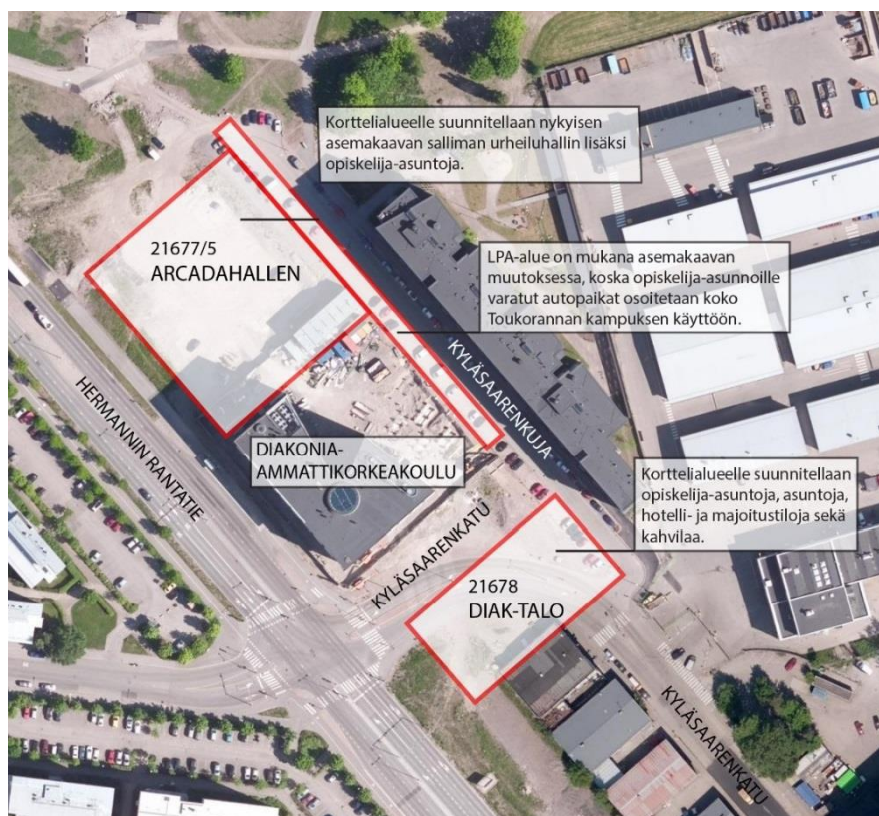 Korttelialueelle suunnitellaan nykyisen
asemakaavan salliman urheiluhallin lisäksi
opiskelija-asuntoja.
21677/5
ARCADAHALLEN
LPA-alue on mukana asemakaavan
muutoksessa, koska opiskelija-asunnoille
varatut autopaikat osoitetaan koko
Toukorannan kampuksen käyttöön.
KYLÄSAARENKUJA
HERMANNIN RANTATIE
DIAKONIA-
AMMATTIKORKEAKOULU
Korttelialueelle suunnitellaan
opiskelija-asuntoja, asuntoja,
hotelli- ja majoitustiloja sekä
kahvilaa.
KYLÄSAARENKATU
21678
DIAK-TALO
KYLÄSAARENKATU